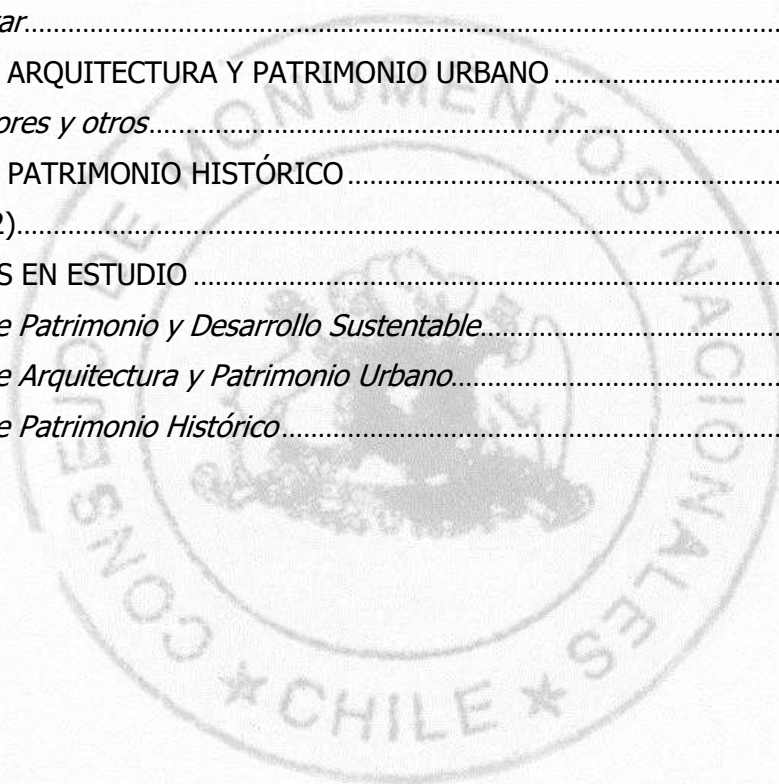 ar
ARQUITECTURA Y PATRIMONIO URBANO
ores y otros
PATRIMONIO HISTÓRICO
2)
S EN ESTUDIO
e Patrimonio y Desarrollo Sustentable
e Arquitectura y Patrimonio Urbano
e Patrimonio Histórico
CONSEJO DE MONUMENTOS NACIONALES
★ CHILE ★